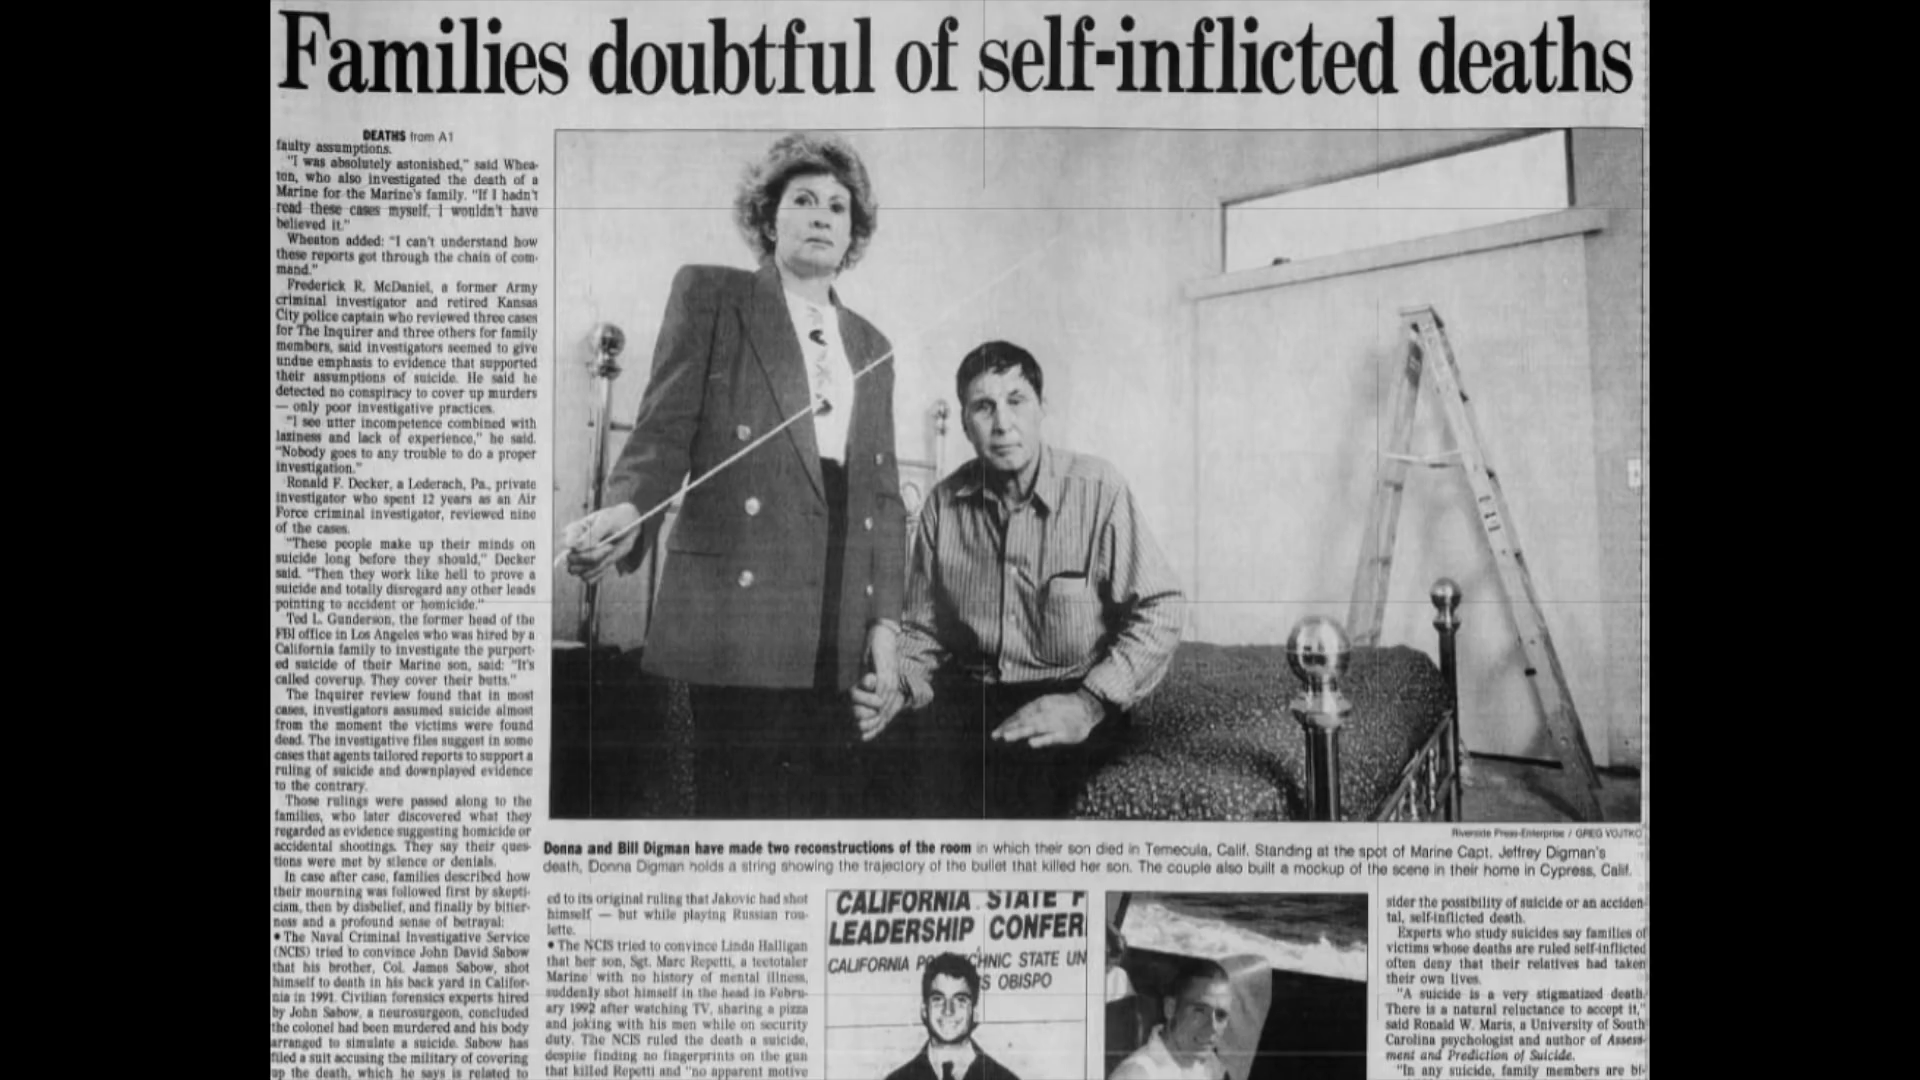 Families doubtful of self-inflicted deaths
DEATHS from A1
faulty assumptions.
"I was absolutely astonished," said Whea-
ton, who also investigated the death of a
Marine for the Marine's family. "If I hadn't
read these cases myself, I wouldn't have
believed it."
Wheaton added: "I can't understand how
these reports got through the chain of com-
mand."
Frederick R. McDaniel, a former Army
criminal investigator and retired Kansas
City police captain who reviewed three cases
for The Inquirer and three others for family
members, said investigators seemed to give
undue emphasis to evidence that supported
their assumptions of suicide. He said he
detected no conspiracy to cover up murders
— only poor investigative practices.
"I see utter incompetence combined with
laziness and lack of experience," he said.
"Nobody goes to any trouble to do a proper
investigation."
Ronald F. Decker, a Lederach, Pa., private
investigator who spent 12 years as an Air
Force criminal investigator, reviewed nine
of the cases.
"These people make up their minds on
suicide long before they should," Decker
said. "Then they work like hell to prove a
suicide and totally disregard any other leads
pointing to accident or homicide."
Ted L. Gunderson, the former head of the
FBI office in Los Angeles who was hired by a
California family to investigate the purport-
ed suicide of their Marine son, said: "It's
called coverup. They cover their butts."
The Inquirer review found that in most
cases, investigators assumed suicide almost
from the moment the victims were found
dead. The investigative files suggest in some
cases that agents tailored reports to support a
ruling of suicide and downplayed evidence
to the contrary.
Those rulings were passed along to the
families, who later discovered what they
regarded as evidence suggesting homicide or
accidental shootings. They say their ques-
tions were met by silence or denials.
In case after case, families described how
their mourning was followed first by skepti-
cism, then by disbelief, and finally by bitter-
ness and a profound sense of betrayal:
• The Naval Criminal Investigative Service
(NCIS) tried to convince John David Sabow
that his brother, Col. James Sabow, shot
himself to death in his back yard in Califor-
nia in 1991. Civilian forensics experts hired
by John Sabow, a neurosurgeon, concluded
the colonel had been murdered and his body
arranged to simulate a suicide. Sabow has
filed a suit accusing the military of covering
up the death, which he says is related to
Riverside Press-Enterprise / GREG VOJTKO
Donna and Bill Digman have made two reconstructions of the room in which their son died in Temecula, Calif. Standing at the spot of Marine Capt. Jeffrey Digman's
death, Donna Digman holds a string showing the trajectory of the bullet that killed her son. The couple also built a mockup of the scene in their home in Cypress, Calif.
ed to its original ruling that Jakovic had shot
himself — but while playing Russian rou-
lette.
• The NCIS tried to convince Linda Halligan
that her son, Sgt. Marc Repetti, a teetotaler
Marine with no history of mental illness,
suddenly shot himself in the head in Febru-
ary 1992 after watching TV, sharing a pizza
and joking with his men while on security
duty. The NCIS ruled the death a suicide,
despite finding no fingerprints on the gun
that killed Repetti and "no apparent motive
CALIFORNIA STATE F
LEADERSHIP CONFER
CALIFORNIA PO CHNIC STATE UN
S OBISPO
sider the possibility of suicide or an acciden-
tal, self-inflicted death.
Experts who study suicides say families of
victims whose deaths are ruled self-inflicted
often deny that their relatives had taken
their own lives.
"A suicide is a very stigmatized death.
There is a natural reluctance to accept it,"
said Ronald W. Maris, a University of South
Carolina psychologist and author of Assess-
ment and Prediction of Suicide.
"In any suicide, family members are bi-